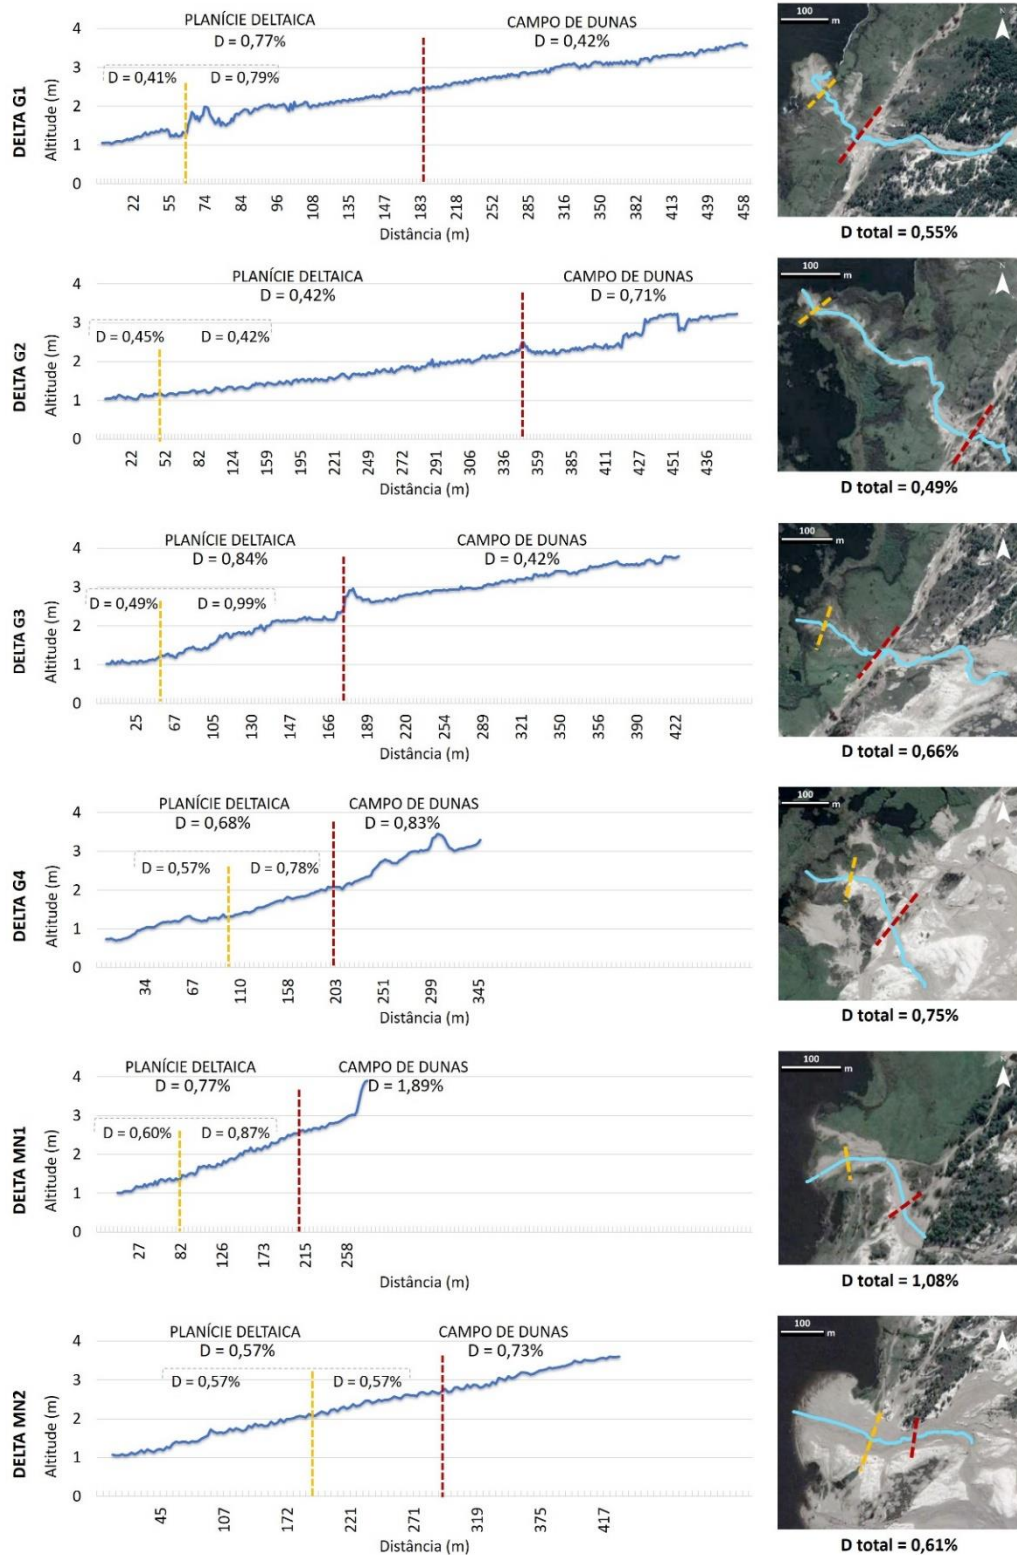 DELTA G1
Altitude (m)
4
3
2
1
0
PLANÍCIE DELTAICA
D = 0,77%
CAMPO DE DUNAS
D = 0,42%
D = 0,41%
D = 0,79%
22 55 74 84 96 108 135 147 188 218 252 285 316 350 382 413 439 458
Distância (m)
100
m
N
D total = 0,55%
DELTA G2
Altitude (m)
4
3
2
1
0
PLANÍCIE DELTAICA
D = 0,42%
CAMPO DE DUNAS
D = 0,71%
D = 0,45%
D = 0,42%
22 52 82 124 159 195 221 249 272 291 306 336 359 385 411 427 451 436
Distância (m)
100
m
N
D total = 0,49%
DELTA G3
Altitude (m)
4
3
2
1
0
PLANÍCIE DELTAICA
D = 0,84%
CAMPO DE DUNAS
D = 0,42%
D = 0,49%
D = 0,99%
25 67 105 130 147 166 189 220 254 289 321 350 356 390 422
Distância (m)
100
m
D total = 0,66%
DELTA G4
Altitude (m)
4
3
2
1
0
PLANÍCIE DELTAICA
D = 0,68%
CAMPO DE DUNAS
D = 0,83%
D = 0,57%
D = 0,78%
34 67 110 158 203 251 299 345
Distância (m)
100
m
D total = 0,75%
DELTA MN1
Altitude (m)
4
3
2
1
0
PLANÍCIE DELTAICA
D = 0,77%
CAMPO DE DUNAS
D = 1,89%
D = 0,60%
D = 0,87%
27 82 126 173 215 258
Distância (m)
100
m
D total = 1,08%
DELTA MN2
Altitude (m)
4
3
2
1
0
PLANÍCIE DELTAICA
D = 0,57%
CAMPO DE DUNAS
D = 0,73%
D = 0,57%
D = 0,57%
45 107 172 221 271 319 375 417
Distância (m)
100
m
D total = 0,61%